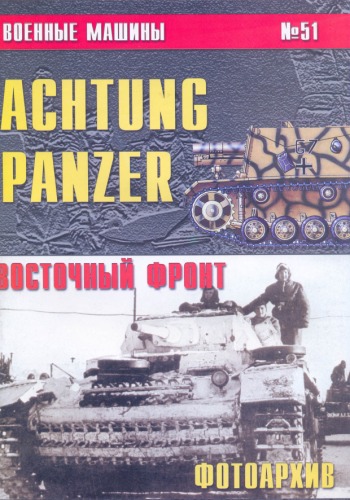 ВОЕННЫЕ МАШИНЫ №51
ACHTUNG
PANZER
ВОСТОЧНЫЙ ФРОНТ
ФОТОАРХИВ